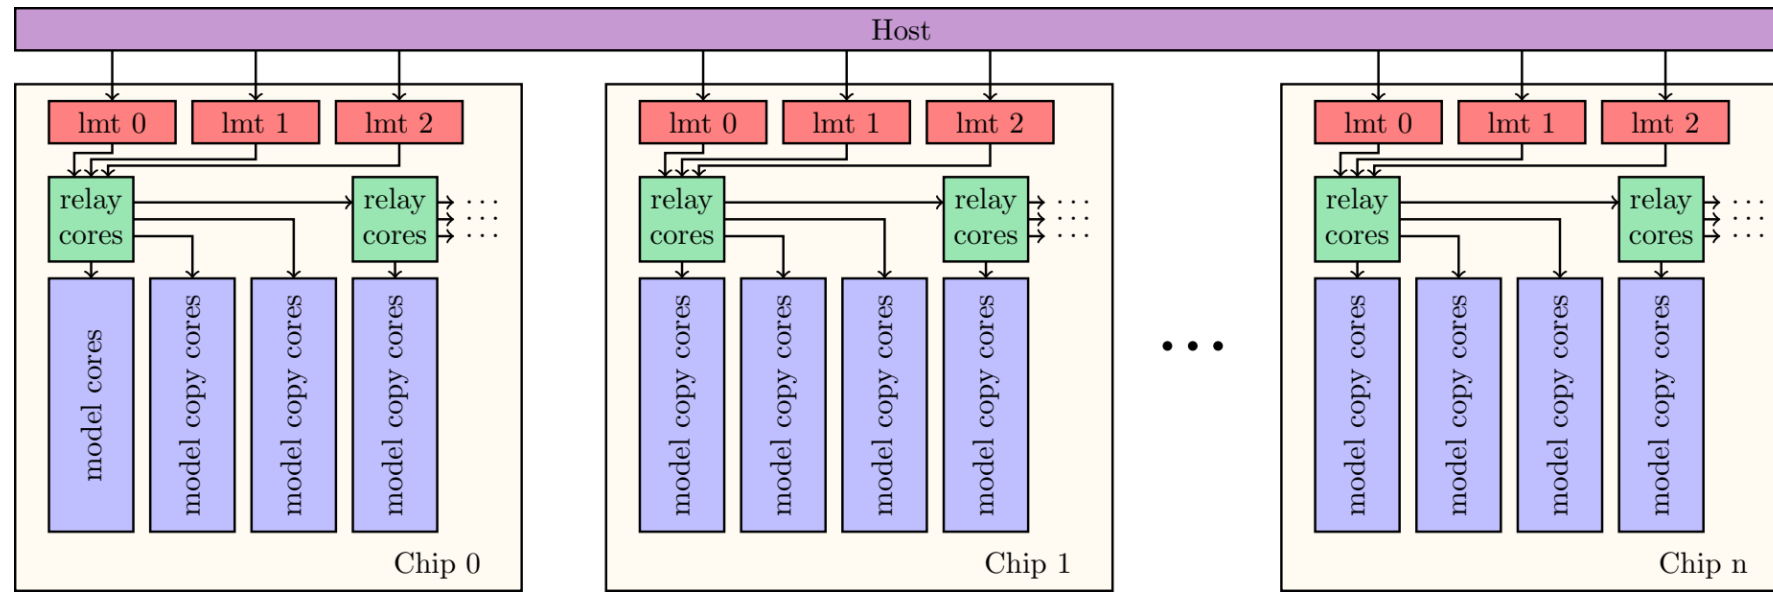 Host
lmt 0
lmt 1
lmt 2
relay
cores
relay
cores
· · ·
· · ·
model cores
model copy cores
model copy cores
model copy cores
Chip 0
lmt 0
lmt 1
lmt 2
relay
cores
relay
cores
· · ·
· · ·
model copy cores
model copy cores
model copy cores
model copy cores
Chip 1
• • •
lmt 0
lmt 1
lmt 2
relay
cores
relay
cores
· · ·
· · ·
model copy cores
model copy cores
model copy cores
model copy cores
Chip n